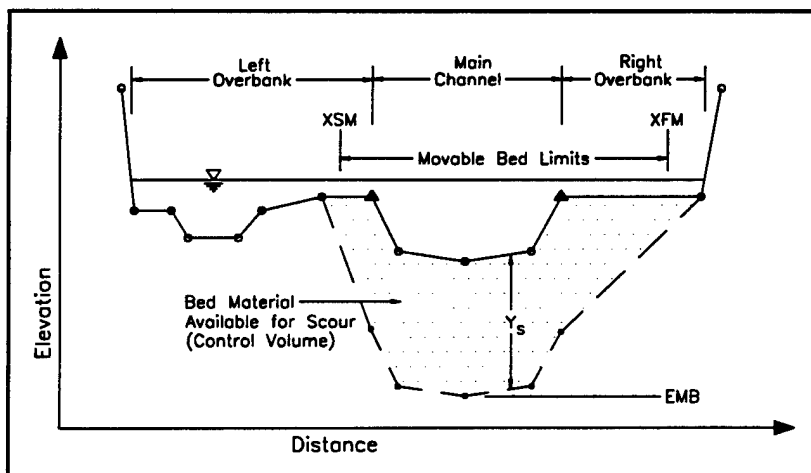 Left
Overbank
Main
Channel
Right
Overbank
XSM
XFM
Movable Bed Limits
Bed Material
Available for Scour
(Control Volume)
Ys
EMB
Elevation
Distance